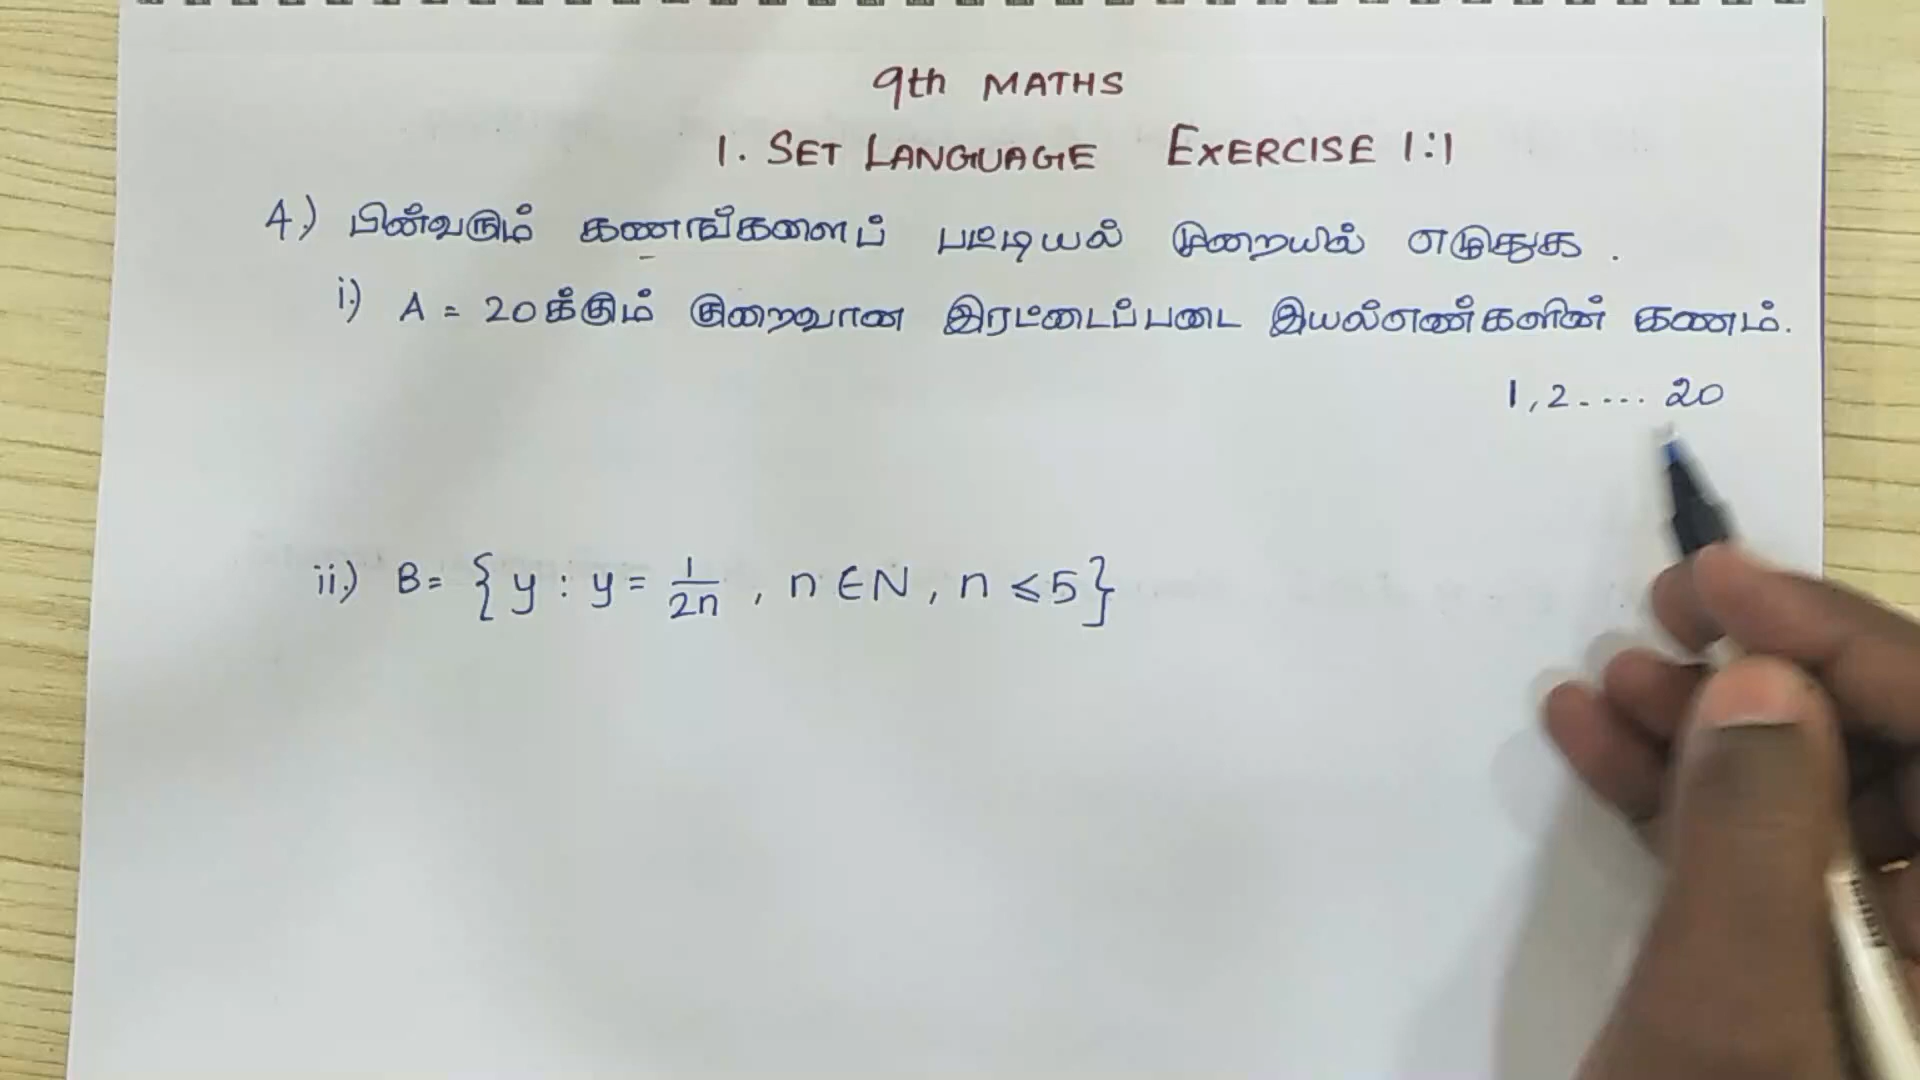 9th MATHS
1. SET LANGUAGE EXERCISE 1:1
4.) பின்வரும் கணங்களைப் பட்டியல் முறையில் எழுதுக.
i.) A = 20க்கும் குறைவான இரட்டைப்படை இயல்எண்களின் கணம்.
1, 2 .... 20
ii.) B = {y : y = 1/2n , n ∈ N, n ⩽ 5}